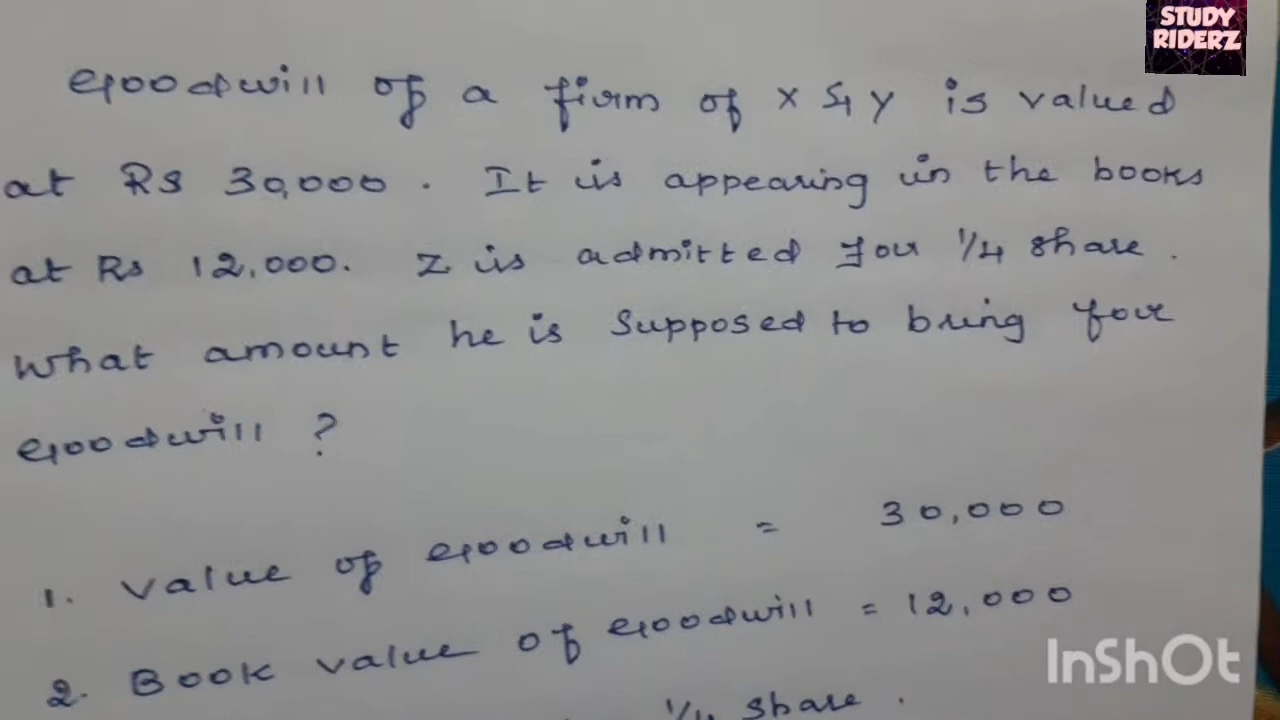 STUDY
RIDERZ
Goodwill of a firm of X & Y is valued
at Rs 30,000. It is appearing in the books
at Rs 12,000. Z is admitted for 1/4 share.
What amount he is supposed to bring for
Goodwill ?
1. Value of Goodwill = 30,000
2. Book value of Goodwill = 12,000
1/4 share.
InShOt